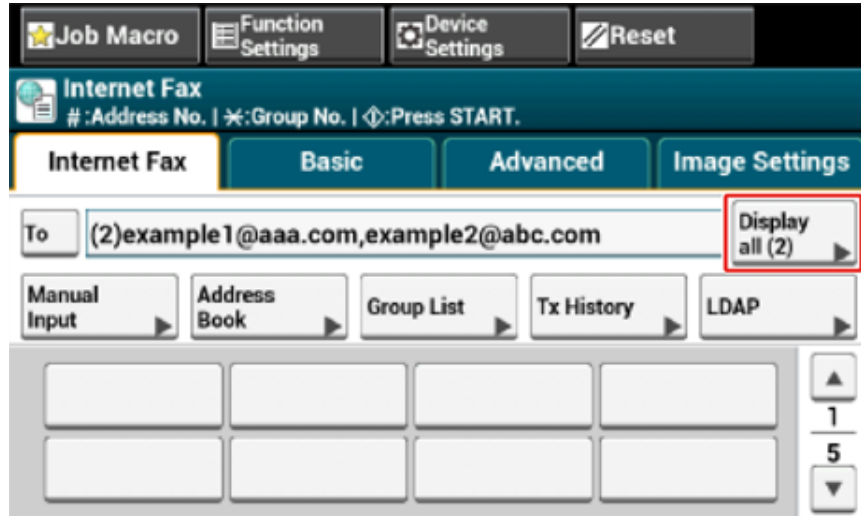 Job Macro
Function
Settings
Device
Settings
Reset
Internet Fax
# :Address No. | ⚹:Group No. | :Press START.
Internet Fax
Basic
Advanced
Image Settings
To
(2)example1@aaa.com,example2@abc.com
Display
all (2)
Manual
Input
Address
Book
Group List
Tx History
LDAP
1
5